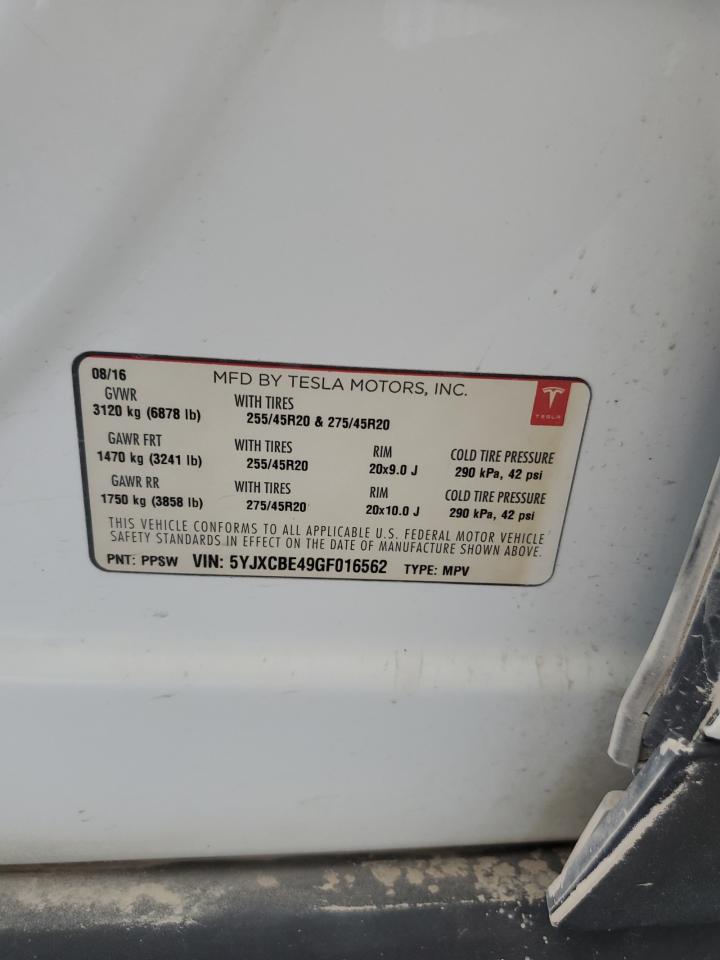 08/16 MFD BY TESLA MOTORS, INC.
TESLA
GVWR WITH TIRES
3120 kg (6878 lb) 255/45R20 & 275/45R20
GAWR FRT WITH TIRES RIM COLD TIRE PRESSURE
1470 kg (3241 lb) 255/45R20 20x9.0 J 290 kPa, 42 psi
GAWR RR WITH TIRES RIM COLD TIRE PRESSURE
1750 kg (3858 lb) 275/45R20 20x10.0 J 290 kPa, 42 psi
THIS VEHICLE CONFORMS TO ALL APPLICABLE U.S. FEDERAL MOTOR VEHICLE
SAFETY STANDARDS IN EFFECT ON THE DATE OF MANUFACTURE SHOWN ABOVE.
PNT: PPSW VIN: 5YJXCBE49GF016562 TYPE: MPV